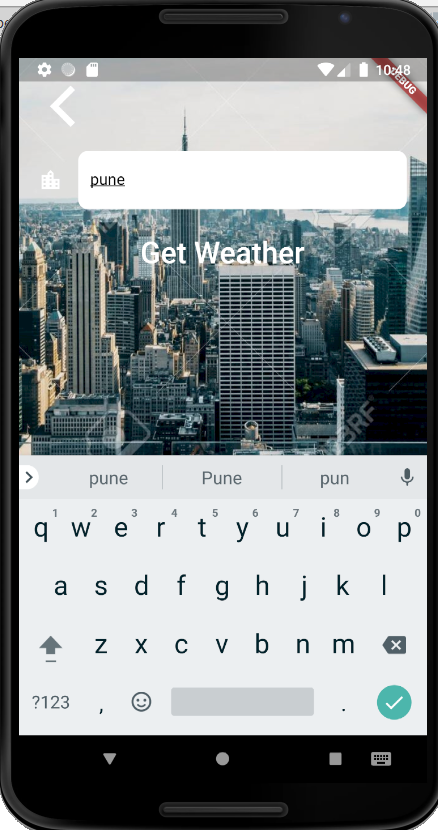 10:48
DEBUG
pune
Get Weather
pune Pune pun
1 2 3 4 5 6 7 8 9 0
q w e r t y u i o p
a s d f g h j k l
z x c v b n m
?123 , .